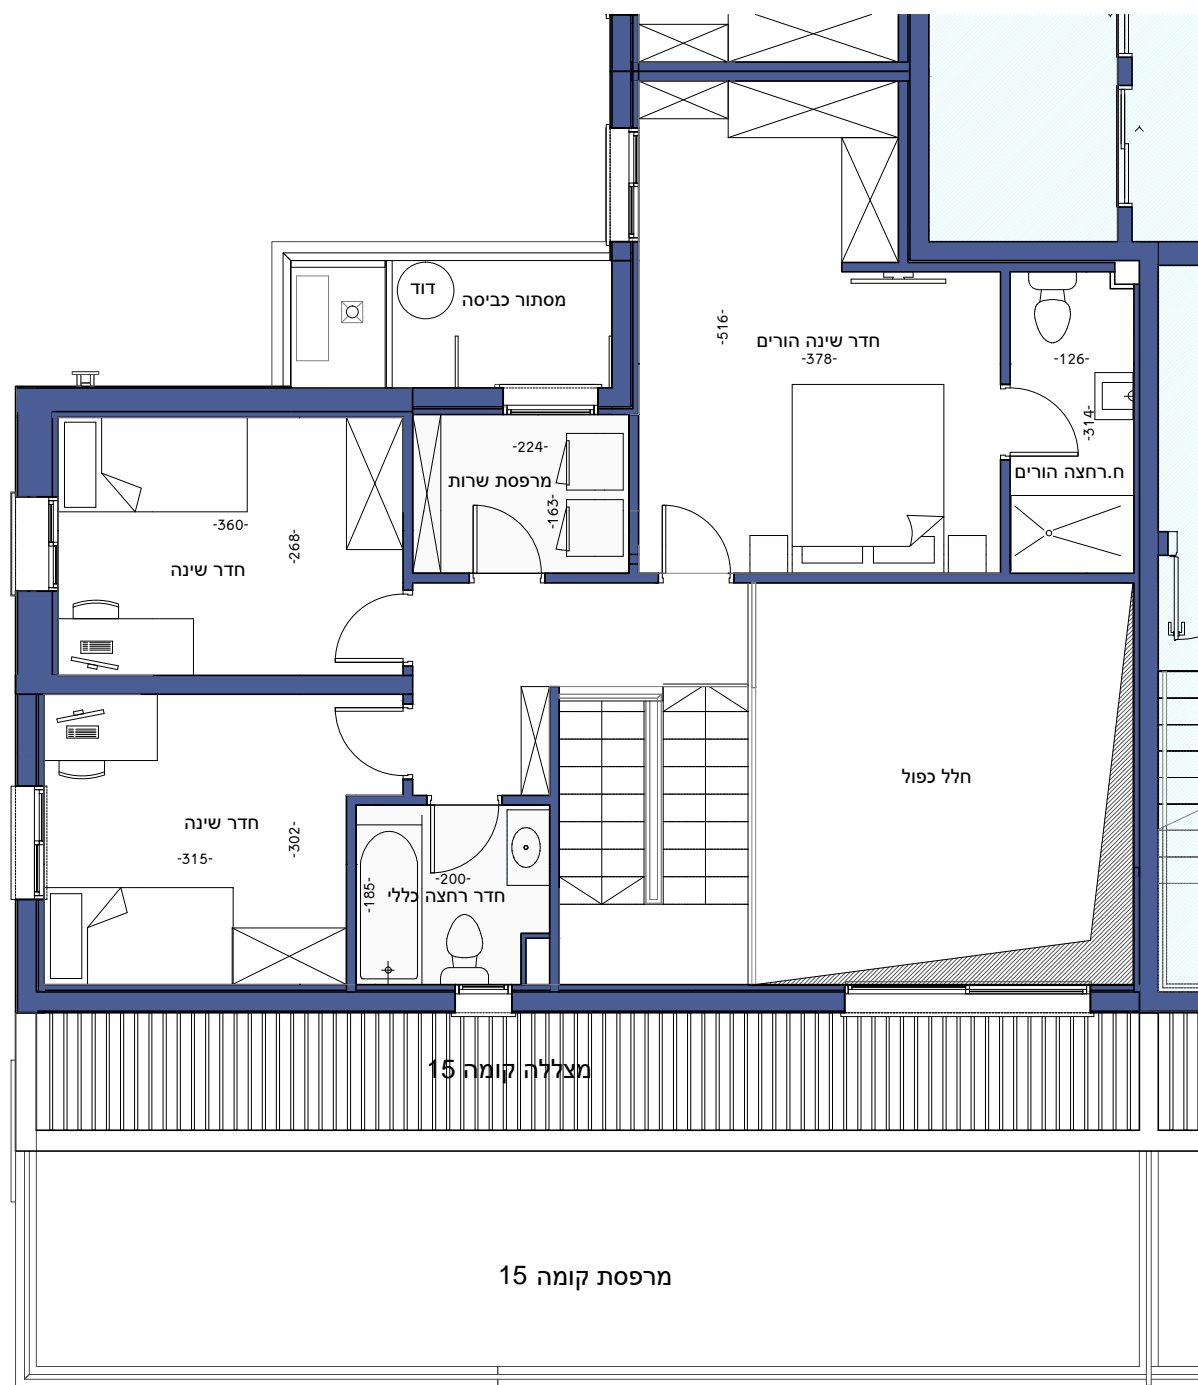 דוד
מסתור כביסה
חדר שינה הורים
-378-
-516-
-126-
-314-
ח.רחצה הורים
-224-
מרפסת שרות
-163-
-360-
-268-
חדר שינה
חלל כפול
חדר שינה
-315-
-302-
-200-
חדר רחצה כללי
-185-
מצללה קומה 15
מרפסת קומה 15